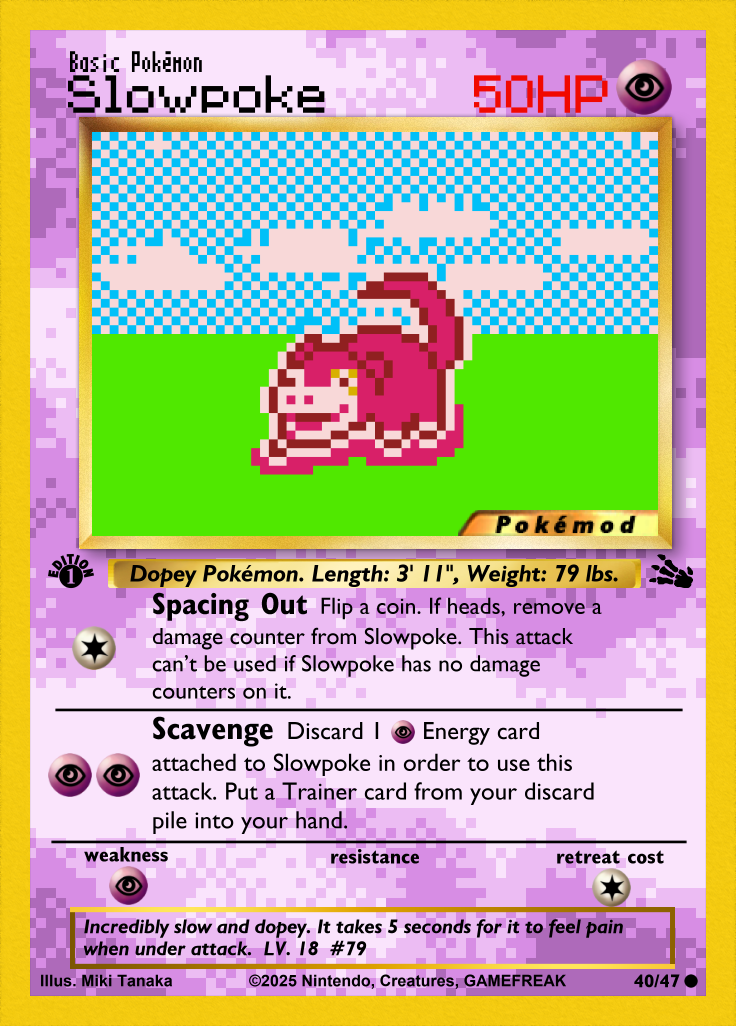 Basic Pokémon
Slowpoke 50HP
Pokémod
EDITION
1
Dopey Pokémon. Length: 3' 11", Weight: 79 lbs.
Spacing Out Flip a coin. If heads, remove a
damage counter from Slowpoke. This attack
can't be used if Slowpoke has no damage
counters on it.
Scavenge Discard 1 Energy card
attached to Slowpoke in order to use this
attack. Put a Trainer card from your discard
pile into your hand.
weakness resistance retreat cost
Incredibly slow and dopey. It takes 5 seconds for it to feel pain
when under attack. LV. 18 #79
Illus. Miki Tanaka ©2025 Nintendo, Creatures, GAMEFREAK 40/47